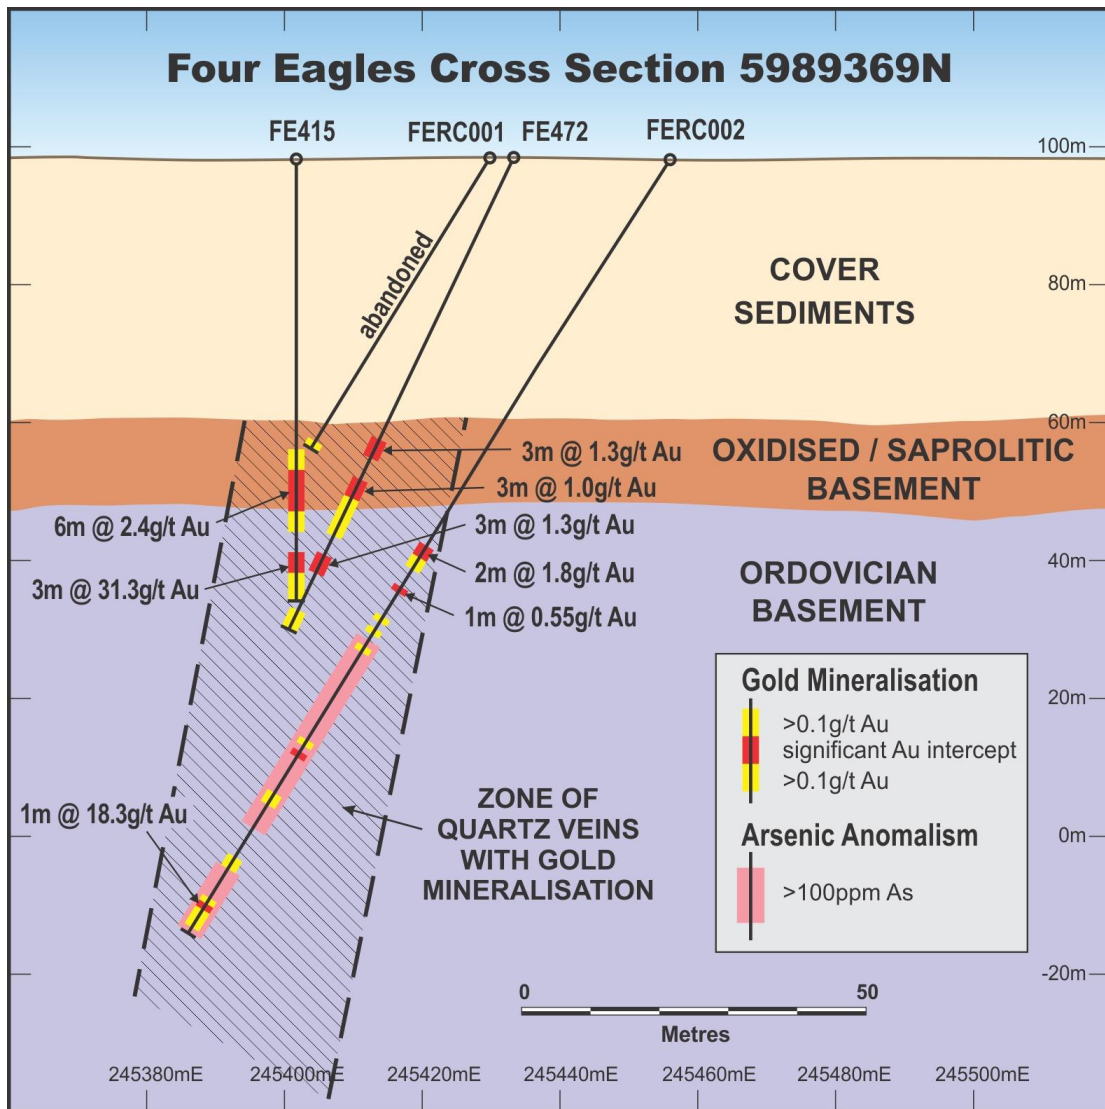 Four Eagles Cross Section 5989369N
FE415
FERC001
FE472
FERC002
100m
abandoned
COVER
SEDIMENTS
80m
60m
3m @ 1.3g/t Au
OXIDISED / SAPROLITIC
BASEMENT
3m @ 1.0g/t Au
6m @ 2.4g/t Au
3m @ 1.3g/t Au
40m
3m @ 31.3g/t Au
2m @ 1.8g/t Au
ORDOVICIAN
BASEMENT
1m @ 0.55g/t Au
Gold Mineralisation
>0.1g/t Au
significant Au intercept
>0.1g/t Au
20m
1m @ 18.3g/t Au
ZONE OF
QUARTZ VEINS
WITH GOLD
MINERALISATION
0m
Arsenic Anomalism
>100ppm As
-20m
0
50
Metres
245380mE
245400mE
245420mE
245440mE
245460mE
245480mE
245500mE